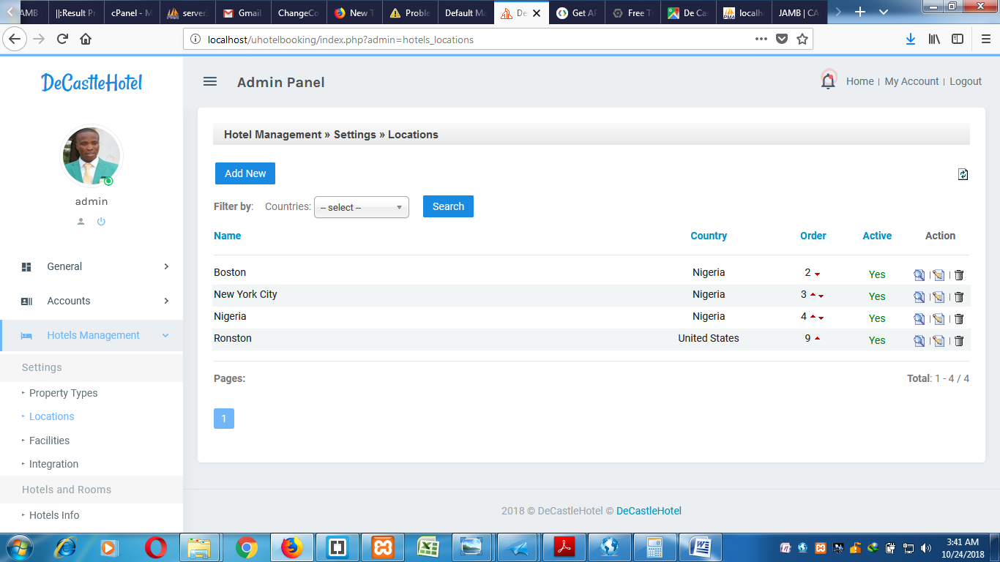 AMB
||:Result P
cPanel - M
server
Gmail
ChangeCo
New T
Proble
Default Ma
De
Get AP
Free T
De Cas
localh
JAMB | CA
localhost/uhotelbooking/index.php?admin=hotels_locations
DeCastleHotel
Admin Panel
Home | My Account | Logout
admin
General
Accounts
Hotels Management
Settings
Property Types
Locations
Facilities
Integration
Hotels and Rooms
Hotels Info
Hotel Management » Settings » Locations
Add New
Filter by: Countries: -- select -- Search
Name Country Order Active Action
Boston Nigeria 2 Yes
New York City Nigeria 3 Yes
Nigeria Nigeria 4 Yes
Ronston United States 9 Yes
Pages: Total: 1 - 4 / 4
1
2018 © DeCastleHotel © DeCastleHotel
3:41 AM
10/24/2018